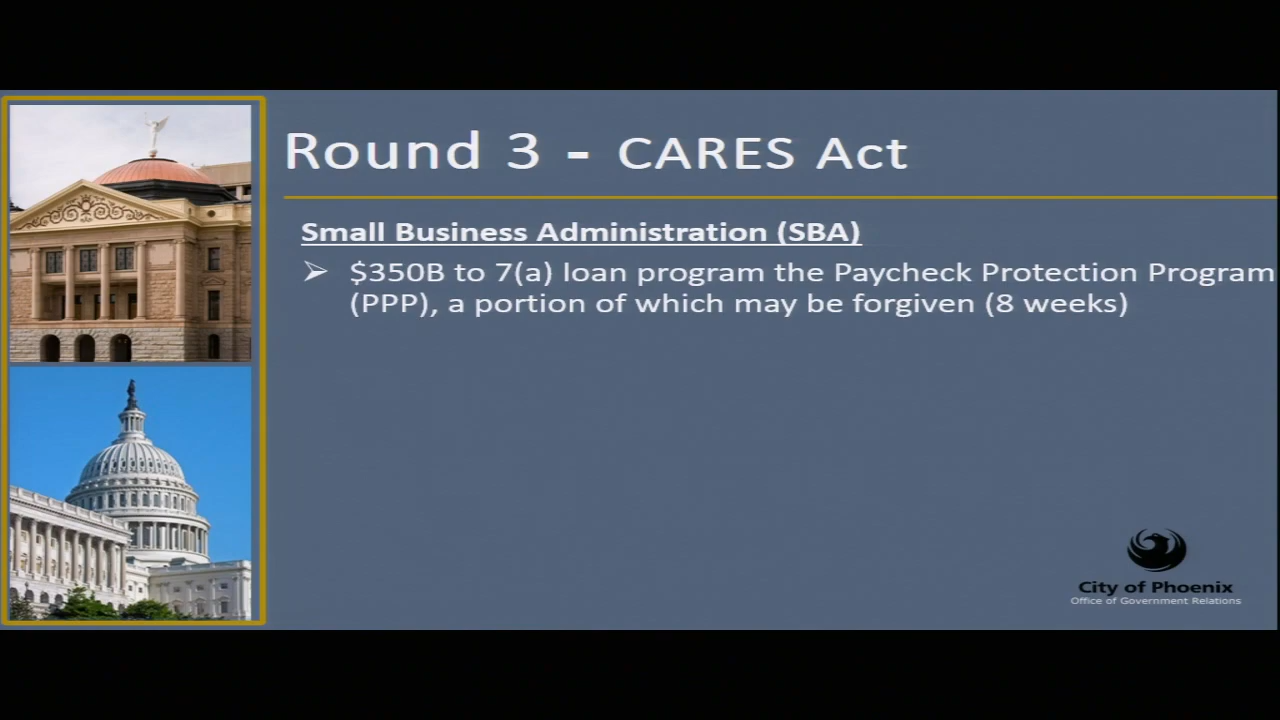 Round 3 - CARES Act
Small Business Administration (SBA)
➢ $350B to 7(a) loan program the Paycheck Protection Program
(PPP), a portion of which may be forgiven (8 weeks)
City of Phoenix
Office of Government Relations